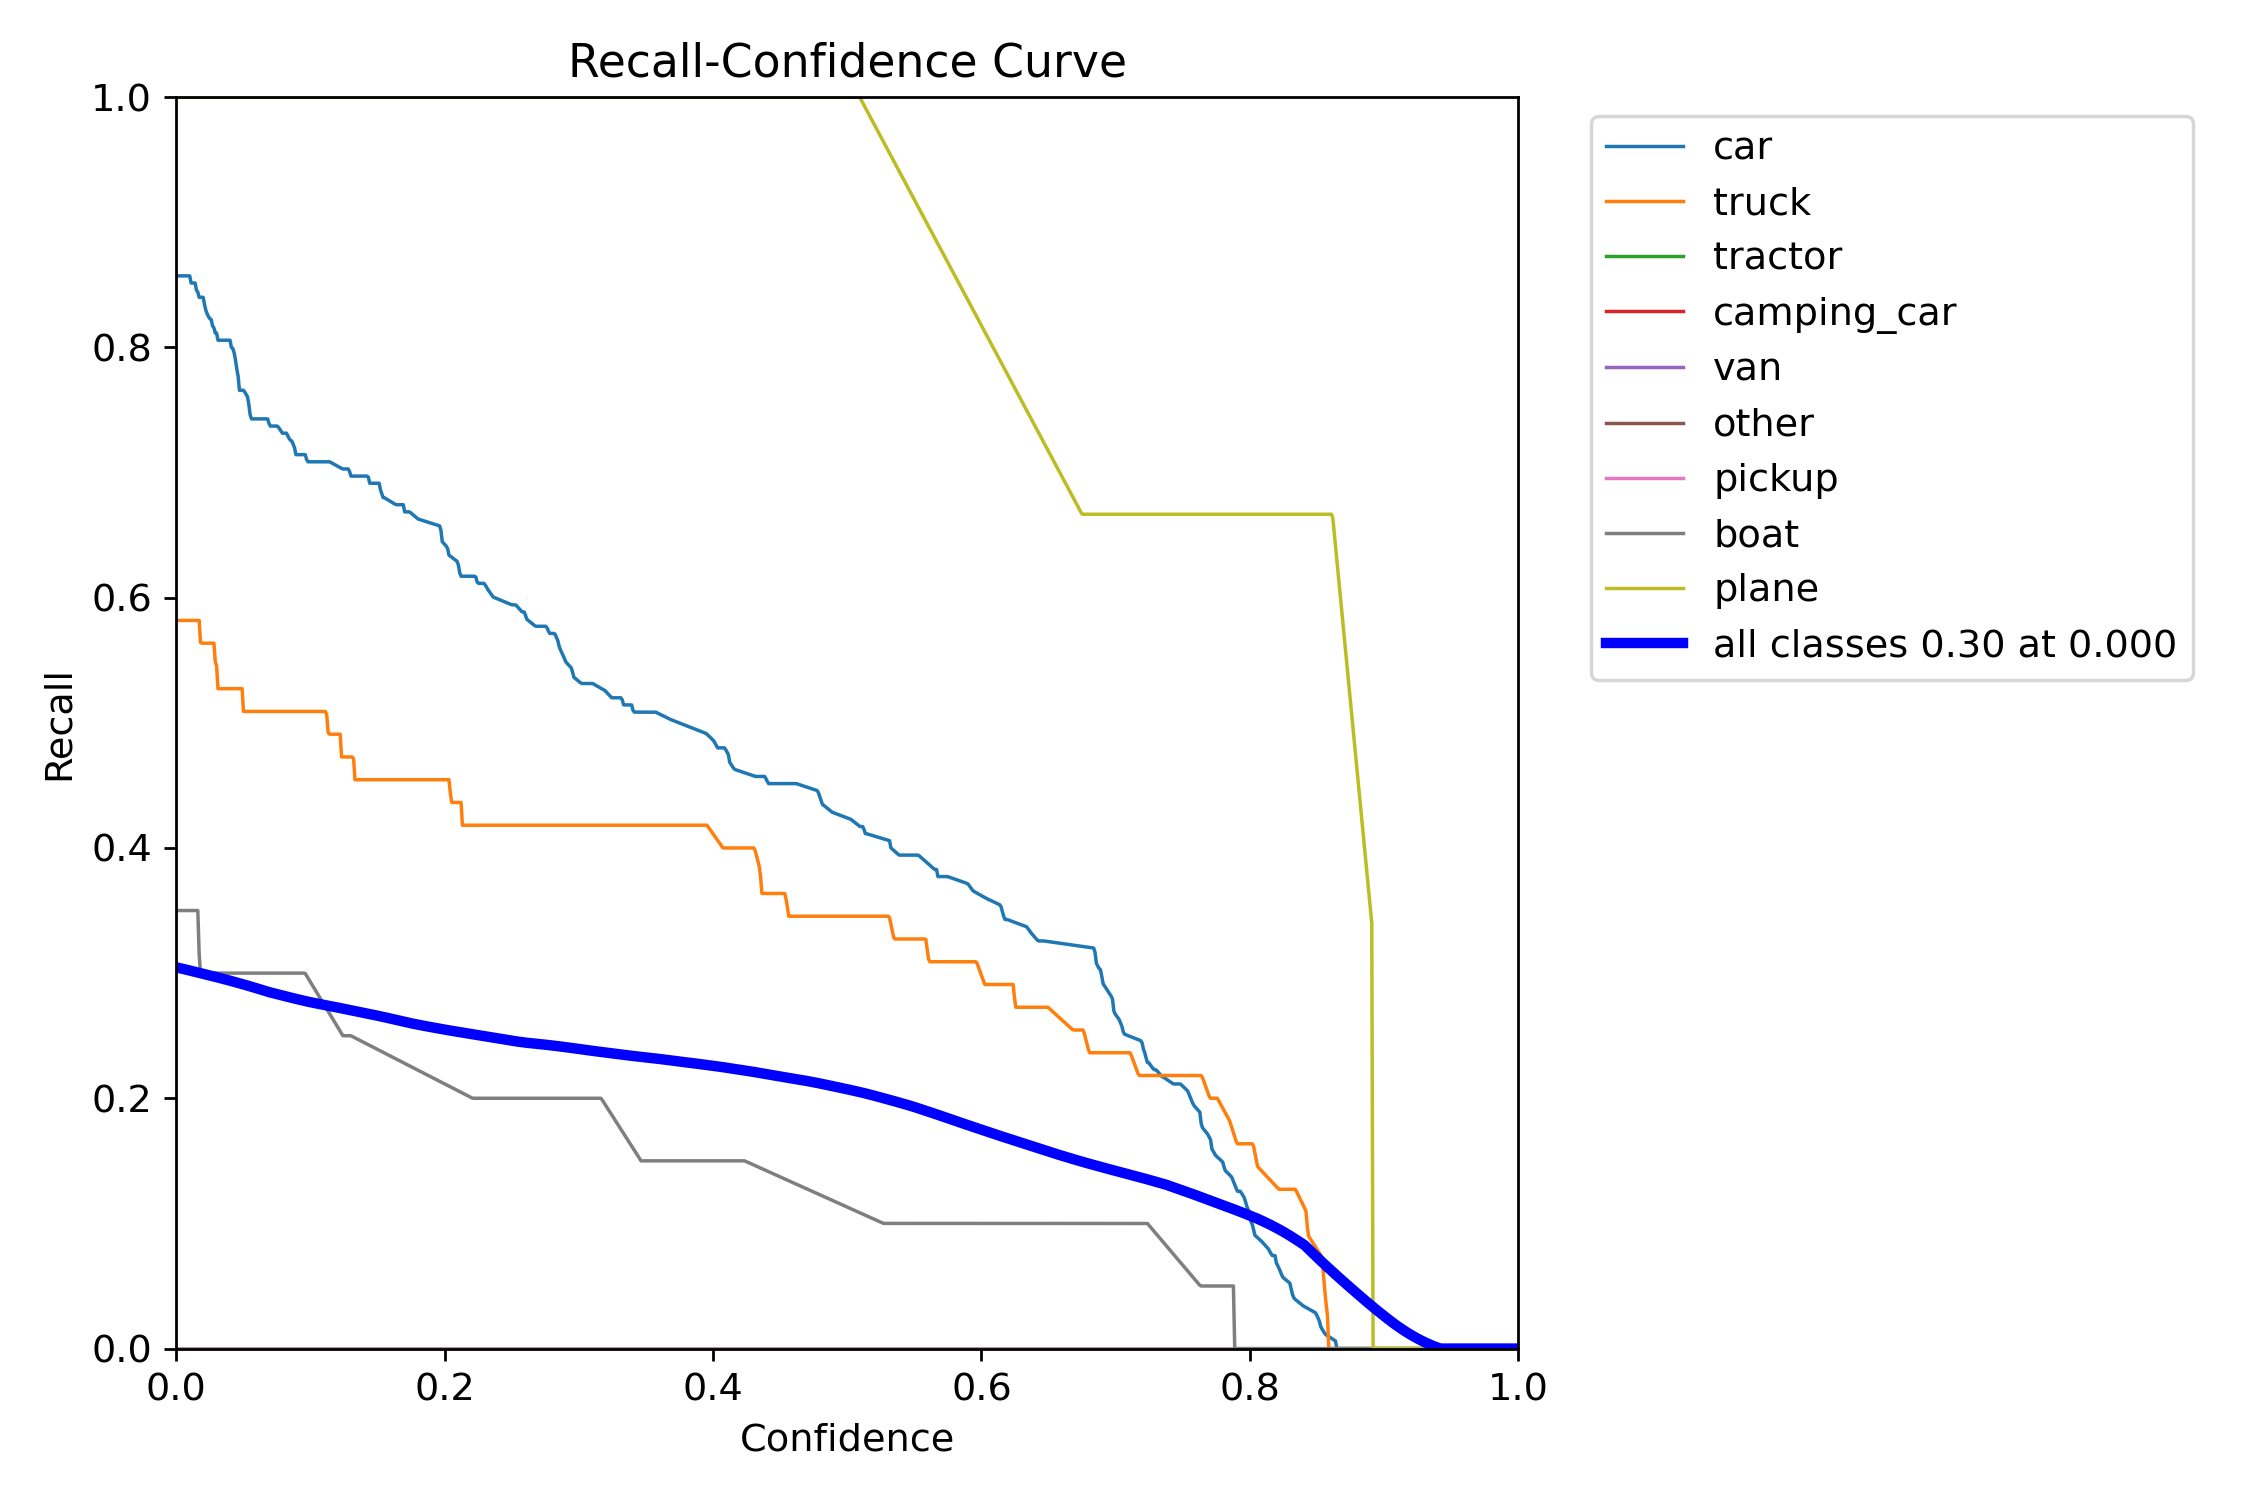 Recall-Confidence Curve
1.0
0.8
0.6
0.4
0.2
0.0
Recall
0.0 0.2 0.4 0.6 0.8 1.0
Confidence
car
truck
tractor
camping_car
van
other
pickup
boat
plane
all classes 0.30 at 0.000